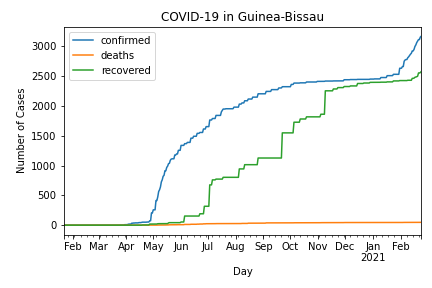 COVID-19 in Guinea-Bissau
confirmed
deaths
recovered
Number of Cases
3000
2500
2000
1500
1000
500
0
Feb Mar Apr May Jun Jul Aug Sep Oct Nov Dec Jan Feb
2021
Day